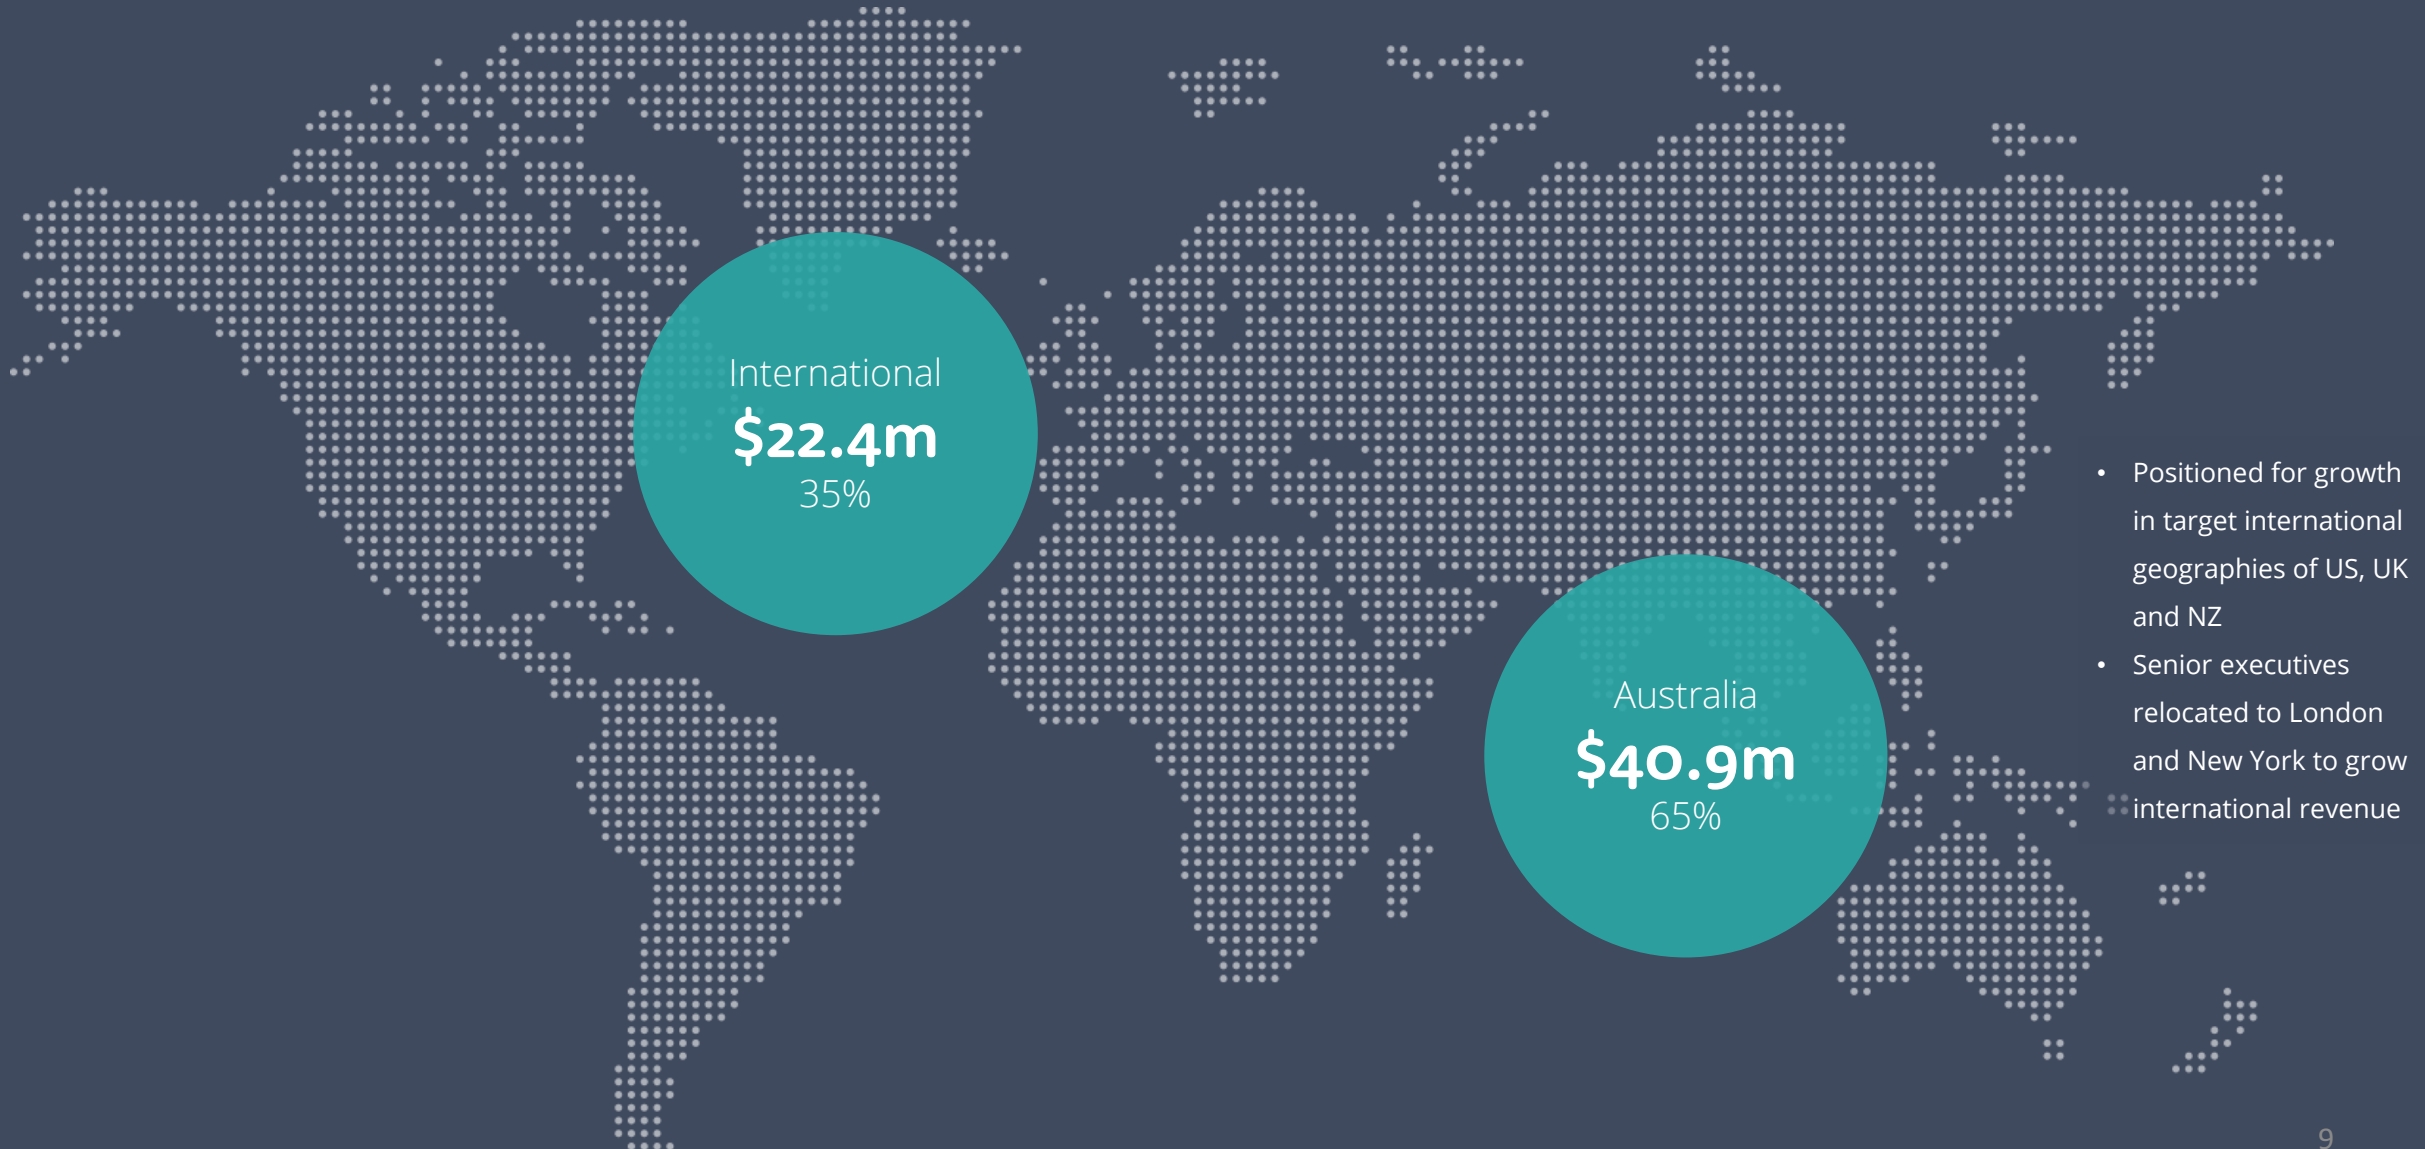 International
$22.4m
35%
Australia
$40.9m
65%
• Positioned for growth
in target international
geographies of US, UK
and NZ
• Senior executives
relocated to London
and New York to grow
international revenue
9